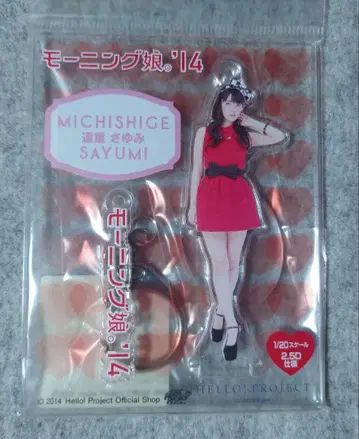 モーニング娘。'14
MICHISHIGE
道重 さゆみ
SAYUMI
モーニング娘。'14
1/20スケール
2.5D
仕様
HELLO! PROJECT
© 2014 Hello! Project Official Shop